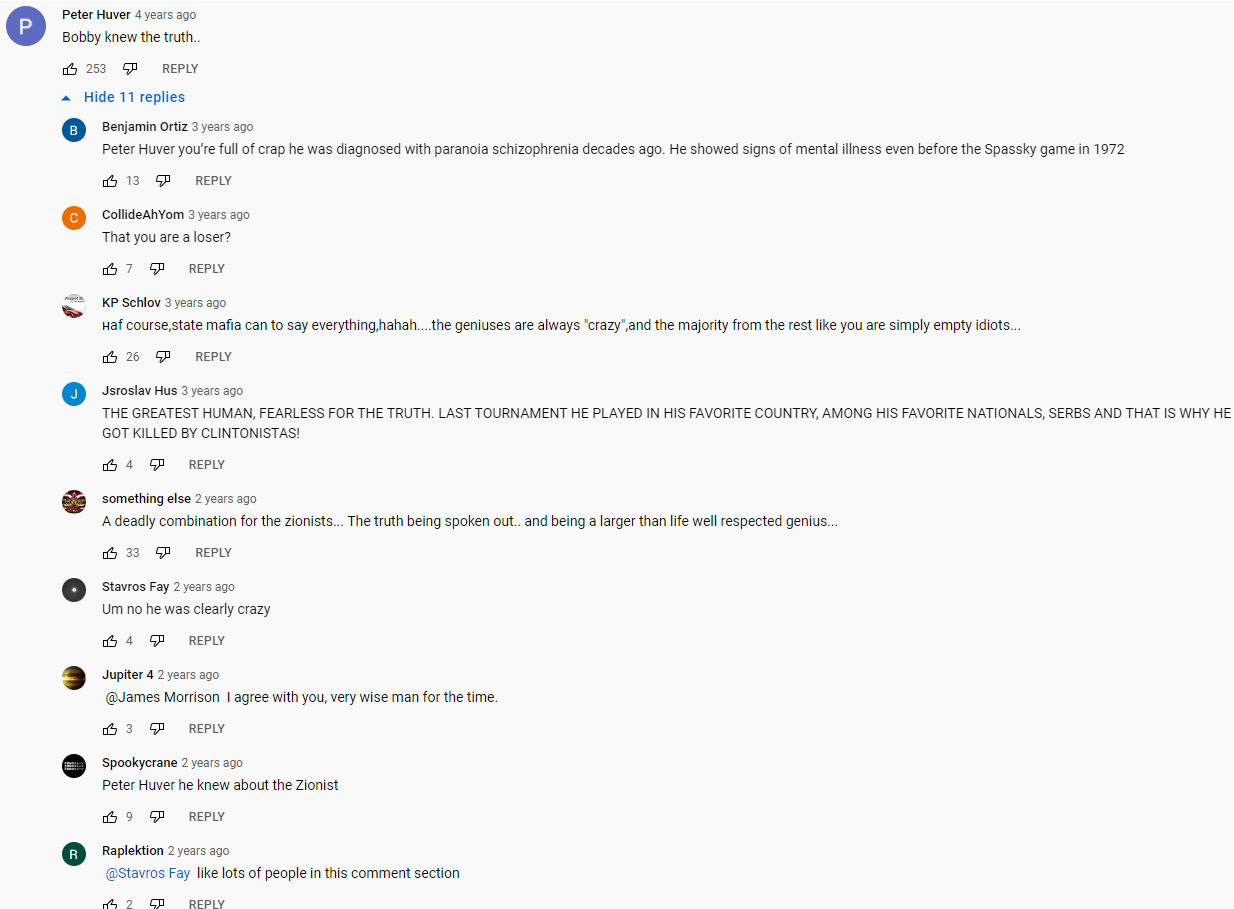 P
Peter Huver 4 years ago
Bobby knew the truth..
253 REPLY
Hide 11 replies
B
Benjamin Ortiz 3 years ago
Peter Huver you’re full of crap he was diagnosed with paranoia schizophrenia decades ago. He showed signs of mental illness even before the Spassky game in 1972
13 REPLY
C
CollideAhYom 3 years ago
That you are a loser?
7 REPLY
KP Schlov 3 years ago
наf course,state mafia can to say everything,hahah....the geniuses are always "crazy",and the majority from the rest like you are simply empty idiots...
26 REPLY
J
Jsroslav Hus 3 years ago
THE GREATEST HUMAN, FEARLESS FOR THE TRUTH. LAST TOURNAMENT HE PLAYED IN HIS FAVORITE COUNTRY, AMONG HIS FAVORITE NATIONALS, SERBS AND THAT IS WHY HE
GOT KILLED BY CLINTONISTAS!
4 REPLY
something else 2 years ago
A deadly combination for the zionists... The truth being spoken out.. and being a larger than life well respected genius...
33 REPLY
Stavros Fay 2 years ago
Um no he was clearly crazy
4 REPLY
Jupiter 4 2 years ago
@James Morrison I agree with you, very wise man for the time.
3 REPLY
Spookycrane 2 years ago
Peter Huver he knew about the Zionist
9 REPLY
R
Raplektion 2 years ago
@Stavros Fay like lots of people in this comment section
2 REPLY